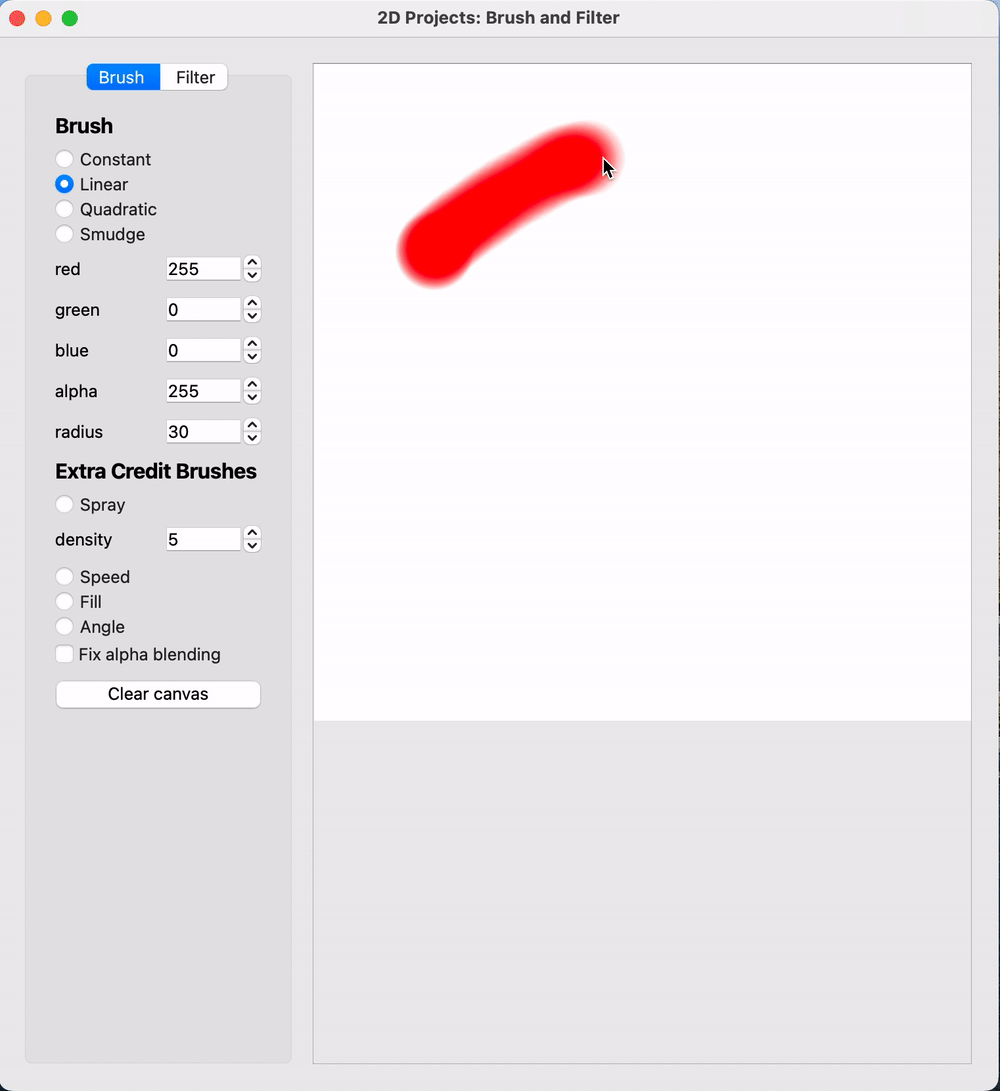 2D Projects: Brush and Filter
Brush Filter
Brush
Constant
Linear
Quadratic
Smudge
red 255
green 0
blue 0
alpha 255
radius 30
Extra Credit Brushes
Spray
density 5
Speed
Fill
Angle
Fix alpha blending
Clear canvas